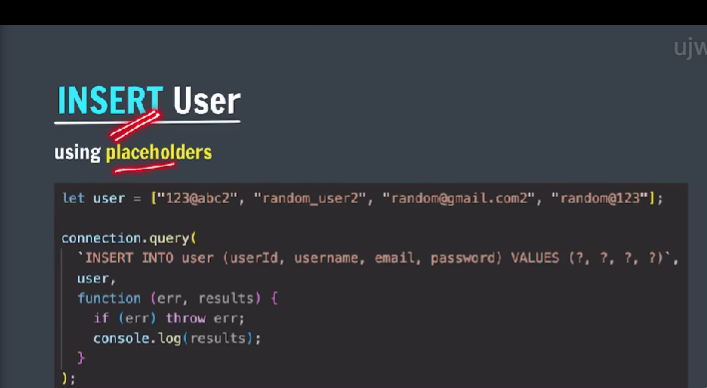 ujw
INSERT User
using placeholders
let user = ["123@abc2", "random_user2", "random@gmail.com2", "random@123"];
connection.query(
`INSERT INTO user (userId, username, email, password) VALUES (?, ?, ?, ?)`,
user,
function (err, results) {
if (err) throw err;
console.log(results);
}
);